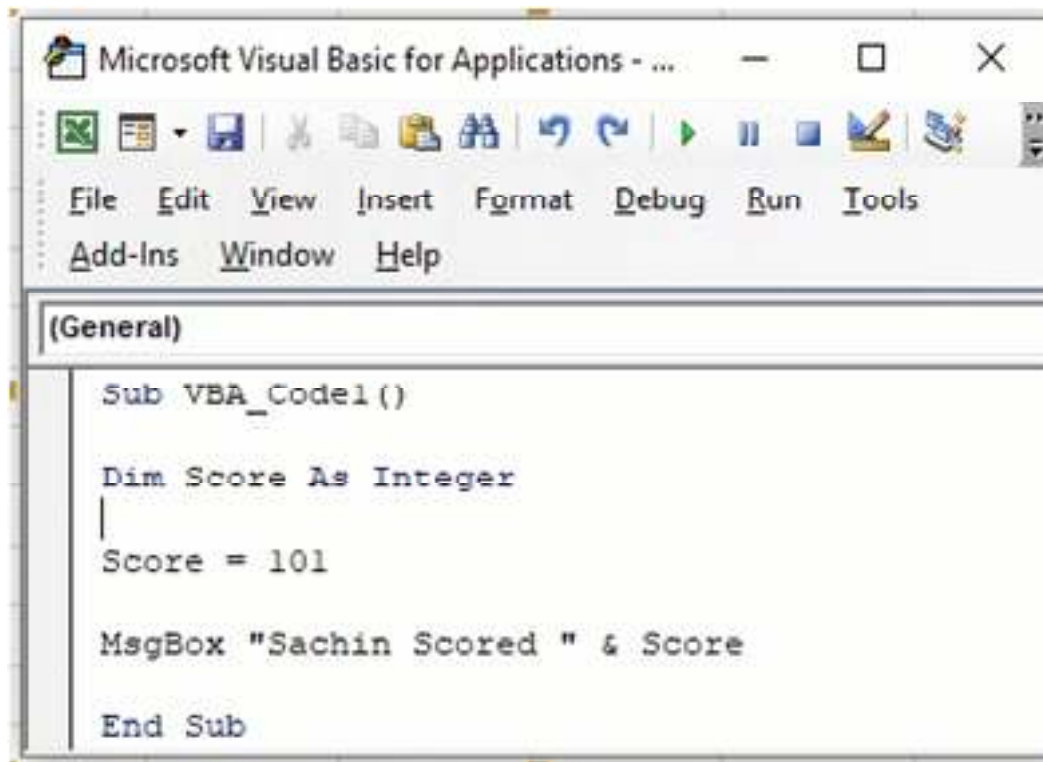 Microsoft Visual Basic for Applications - ...
File Edit View Insert Format Debug Run Tools
Add-Ins Window Help
(General)
Sub VBA_Code1()
Dim Score As Integer
Score = 101
MsgBox "Sachin Scored " & Score
End Sub